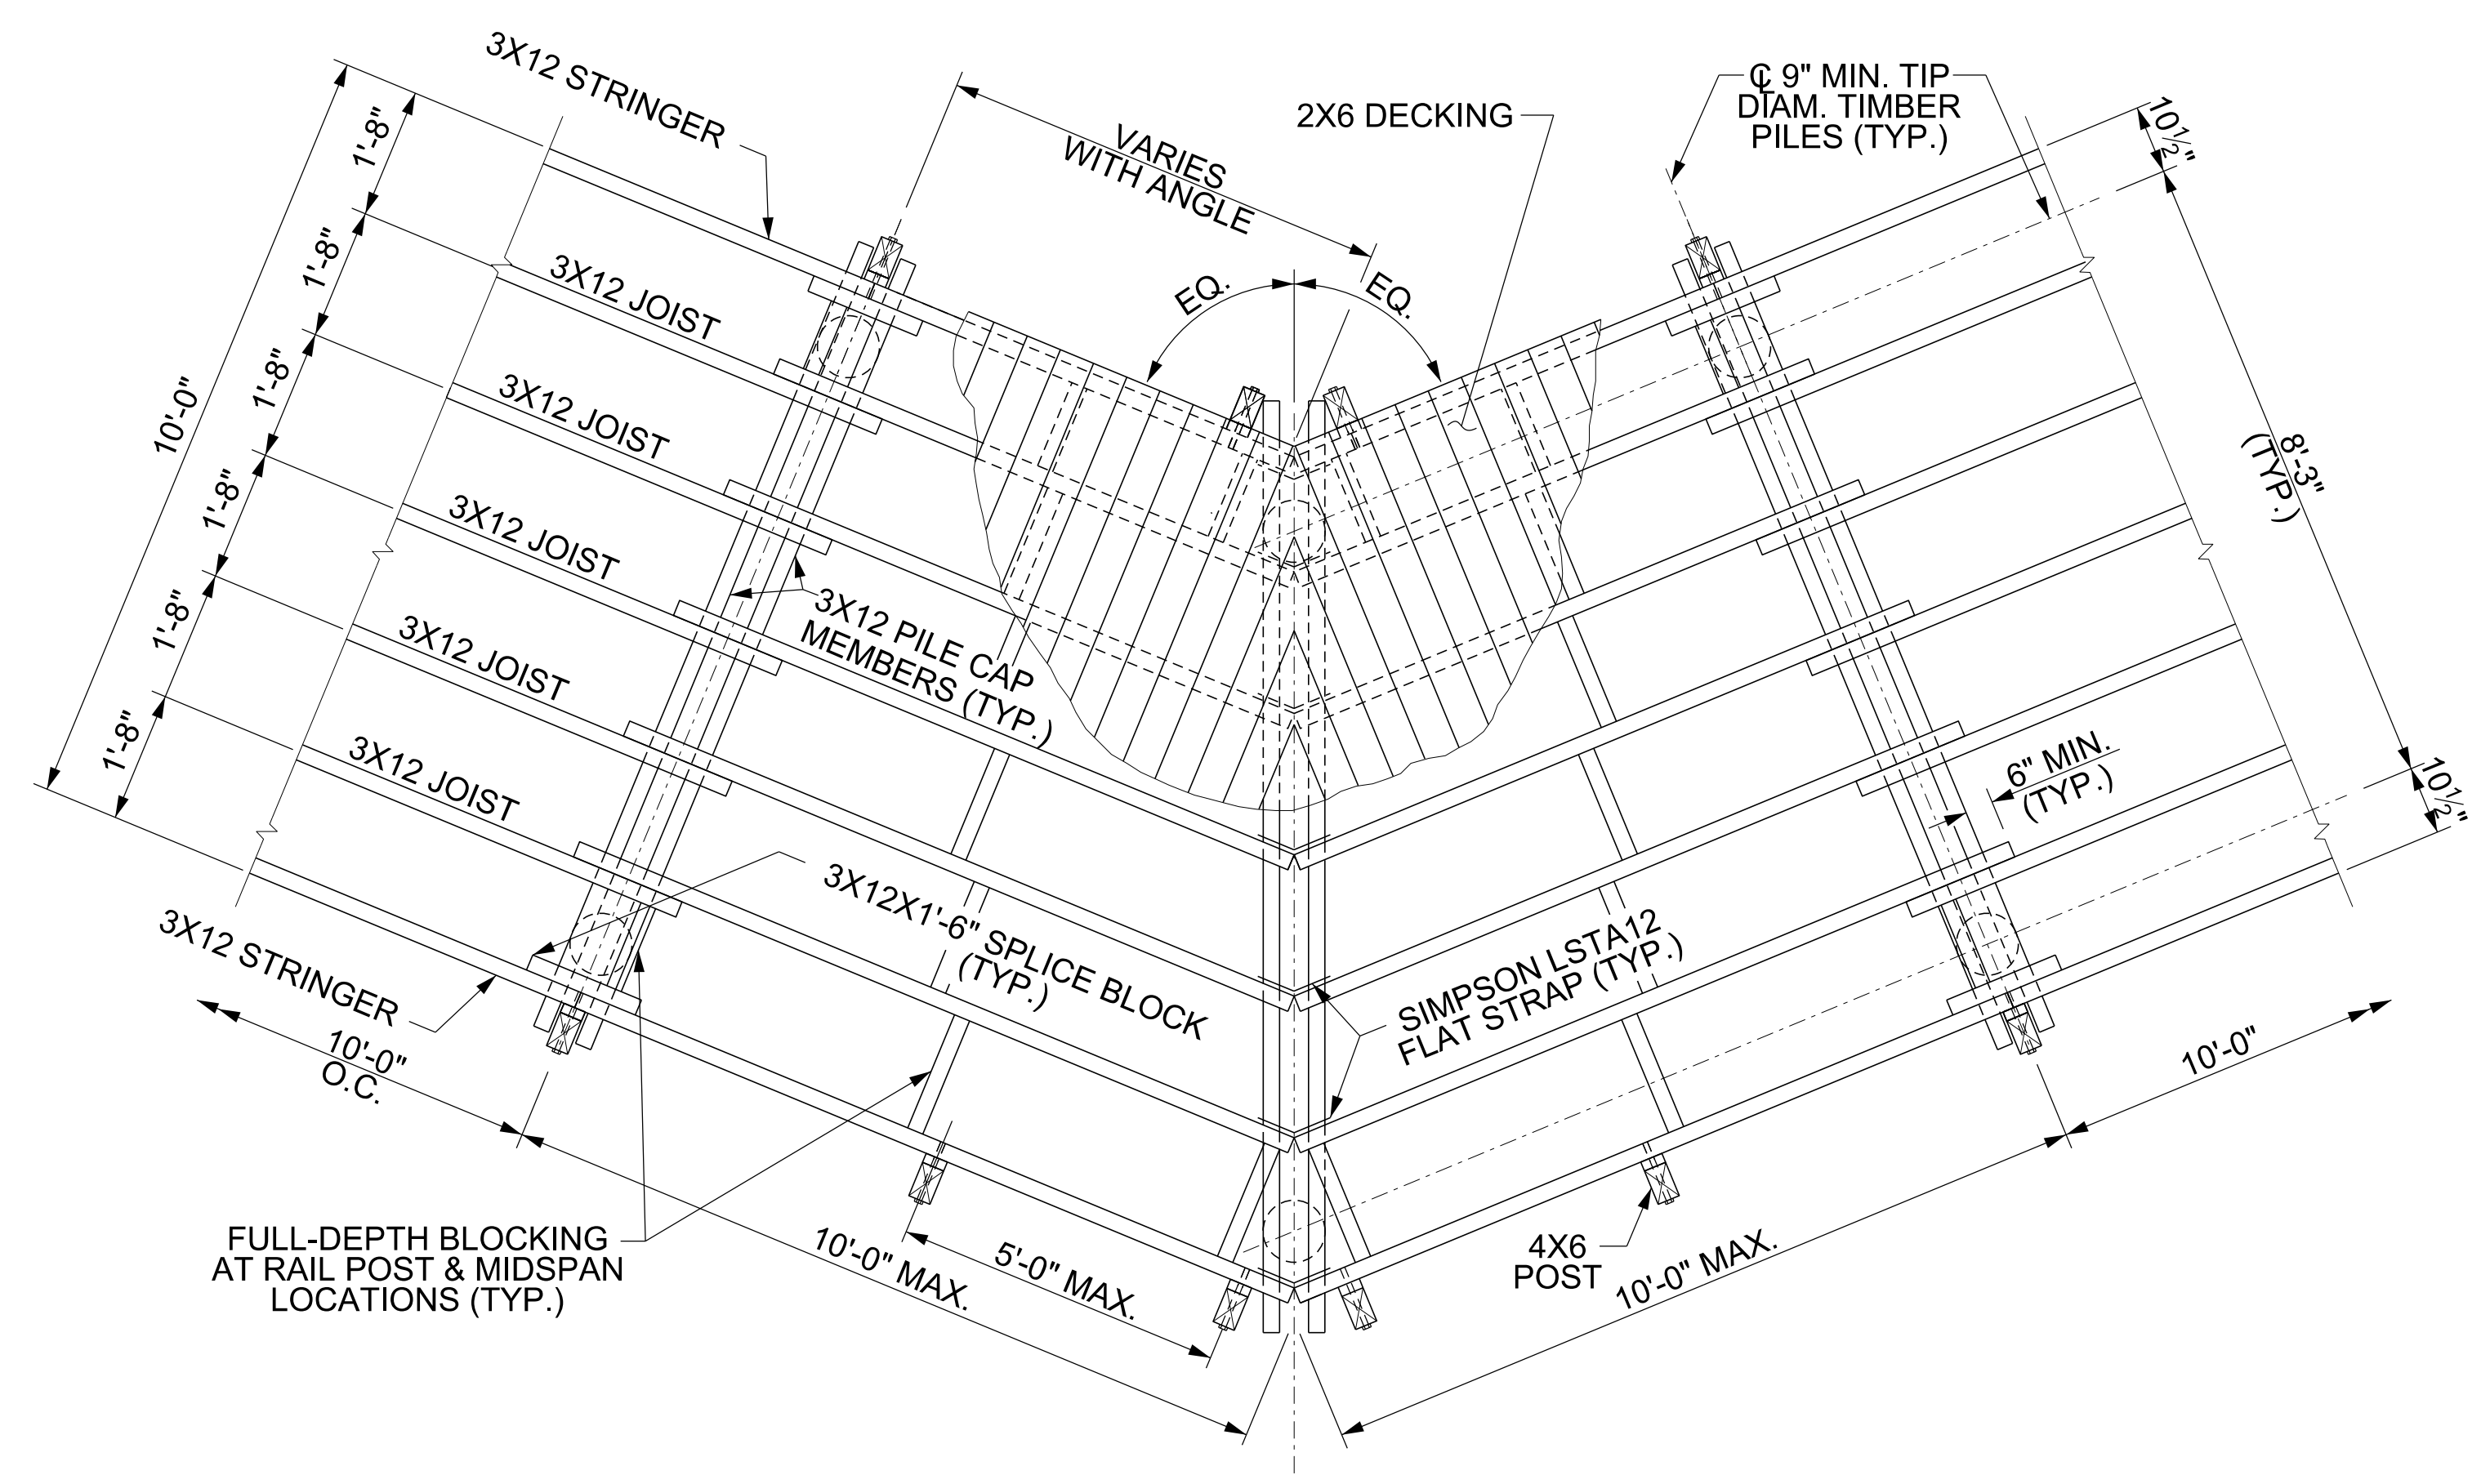 3X12 STRINGER
VARIES
WITH ANGLE
2X6 DECKING
℄ 9" MIN. TIP
DIAM. TIMBER
PILES (TYP.)
10 1/2"
1'-8"
1'-8"
1'-8"
1'-8"
1'-8"
1'-8"
10'-0"
3X12 JOIST
3X12 JOIST
3X12 JOIST
3X12 JOIST
3X12 JOIST
EQ.
EQ.
8'-3"
(TYP.)
3X12 PILE CAP
MEMBERS (TYP.)
6" MIN.
(TYP.)
10 1/2"
3X12X1'-6" SPLICE BLOCK
(TYP.)
SIMPSON LSTA12
FLAT STRAP (TYP.)
3X12 STRINGER
10'-0"
O.C.
10'-0"
FULL-DEPTH BLOCKING
AT RAIL POST & MIDSPAN
LOCATIONS (TYP.)
10'-0" MAX.
5'-0" MAX.
4X6
POST
10'-0" MAX.